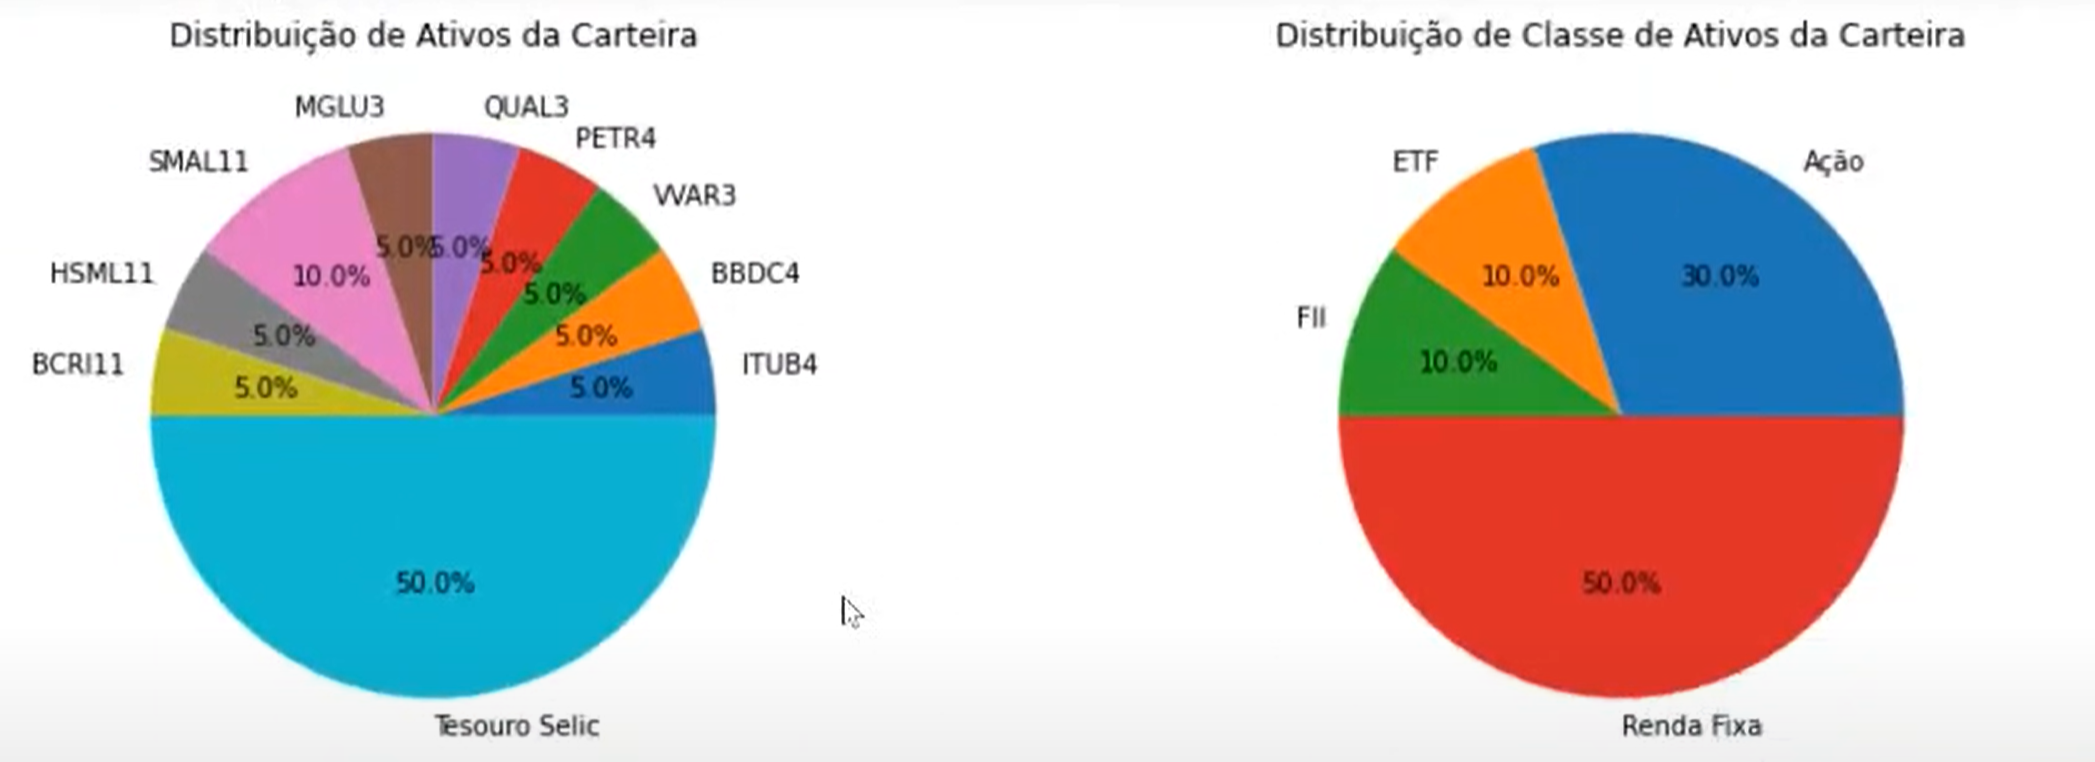 Distribuição de Ativos da Carteira
MGLU3
QUAL3
PETR4
SMAL11
VVAR3
HSML11
BBDC4
BCRI11
ITUB4
5.0%
5.0%
5.0%
10.0%
5.0%
5.0%
5.0%
5.0%
5.0%
50.0%
Tesouro Selic
Distribuição de Classe de Ativos da Carteira
ETF
Ação
10.0%
30.0%
FII
10.0%
50.0%
Renda Fixa